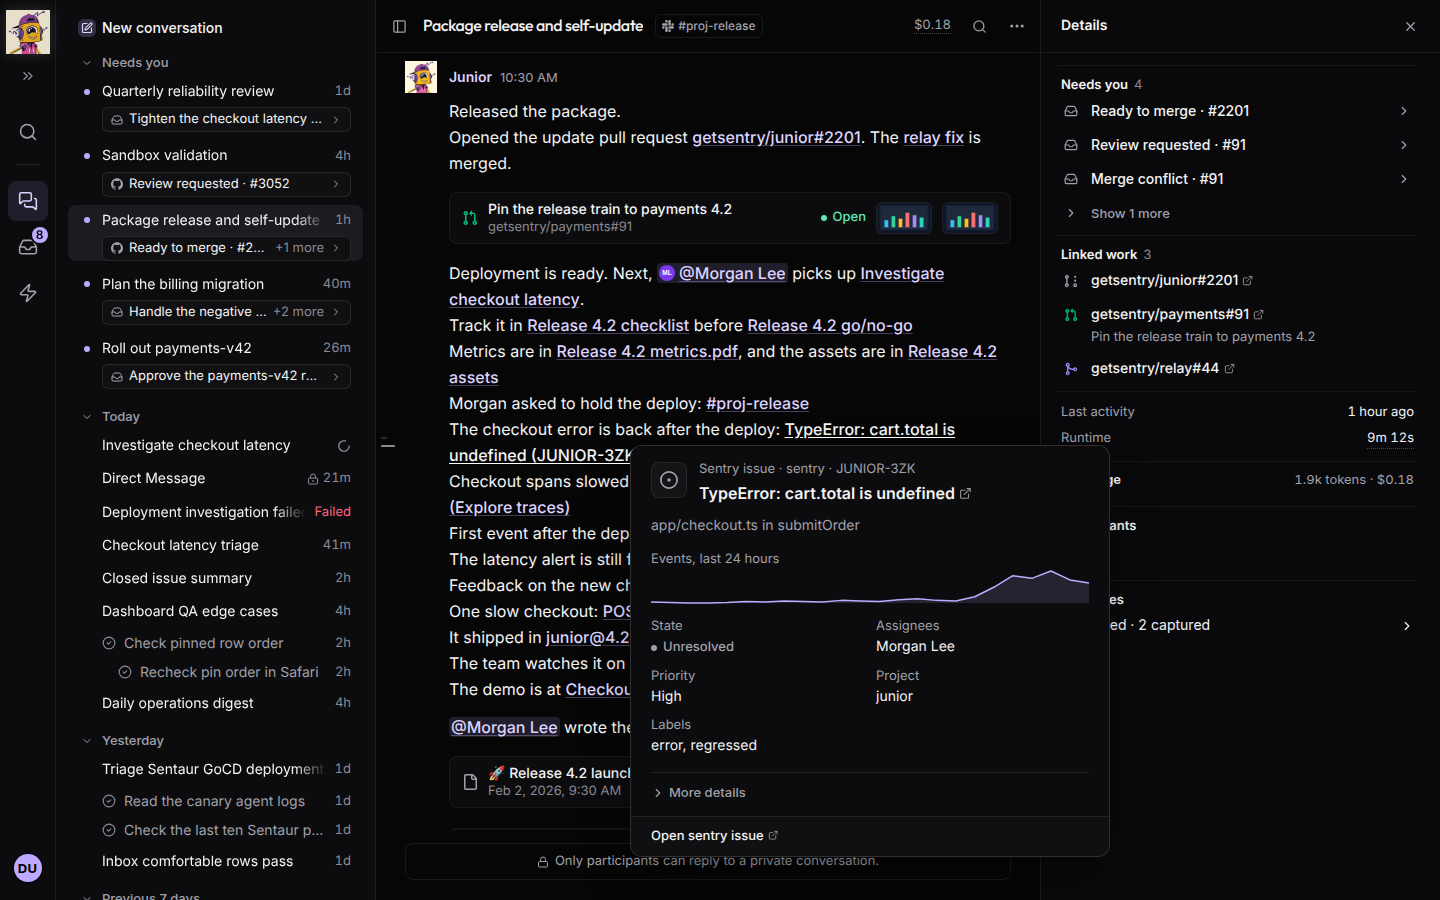 New conversation
Needs you
Quarterly reliability review 1d
Tighten the checkout latency ...
Sandbox validation 4h
Review requested · #3052
Package release and self-update 1h
Ready to merge · #2... +1 more
Plan the billing migration 40m
Handle the negative ... +2 more
Roll out payments-v42 26m
Approve the payments-v42 r...
Today
Investigate checkout latency
Direct Message 21m
Deployment investigation failed Failed
Checkout latency triage 41m
Closed issue summary 2h
Dashboard QA edge cases 4h
Check pinned row order 2h
Recheck pin order in Safari 2h
Daily operations digest 4h
Yesterday
Triage Sentaur GoCD deployment 1d
Read the canary agent logs 1d
Check the last ten Sentaur p... 1d
Inbox comfortable rows pass 1d
Previous 7 days
8
DU
Package release and self-update #proj-release $0.18
Junior 10:30 AM
Released the package.
Opened the update pull request getsentry/junior#2201. The relay fix is
merged.
Pin the release train to payments 4.2
getsentry/payments#91
Open
Deployment is ready. Next, ML @Morgan Lee picks up Investigate
checkout latency.
Track it in Release 4.2 checklist before Release 4.2 go/no-go
Metrics are in Release 4.2 metrics.pdf, and the assets are in Release 4.2
assets
Morgan asked to hold the deploy: #proj-release
The checkout error is back after the deploy: TypeError: cart.total is
undefined (JUNIOR-3ZK
Checkout spans slowed
(Explore traces)
First event after the dep
The latency alert is still f
Feedback on the new ch
One slow checkout: POS
It shipped in junior@4.2
The team watches it on
The demo is at Checkou
@Morgan Lee wrote the
🚀 Release 4.2 launch
Feb 2, 2026, 9:30 AM
Only participants can reply to a private conversation.
Sentry issue · sentry · JUNIOR-3ZK
TypeError: cart.total is undefined
app/checkout.ts in submitOrder
Events, last 24 hours
State Assignees
Unresolved Morgan Lee
Priority Project
High junior
Labels
error, regressed
More details
Open sentry issue
Details
Needs you 4
Ready to merge · #2201
Review requested · #91
Merge conflict · #91
Show 1 more
Linked work 3
getsentry/junior#2201
getsentry/payments#91
Pin the release train to payments 4.2
getsentry/relay#44
Last activity 1 hour ago
Runtime 9m 12s
ge 1.9k tokens · $0.18
ants
es
ed · 2 captured